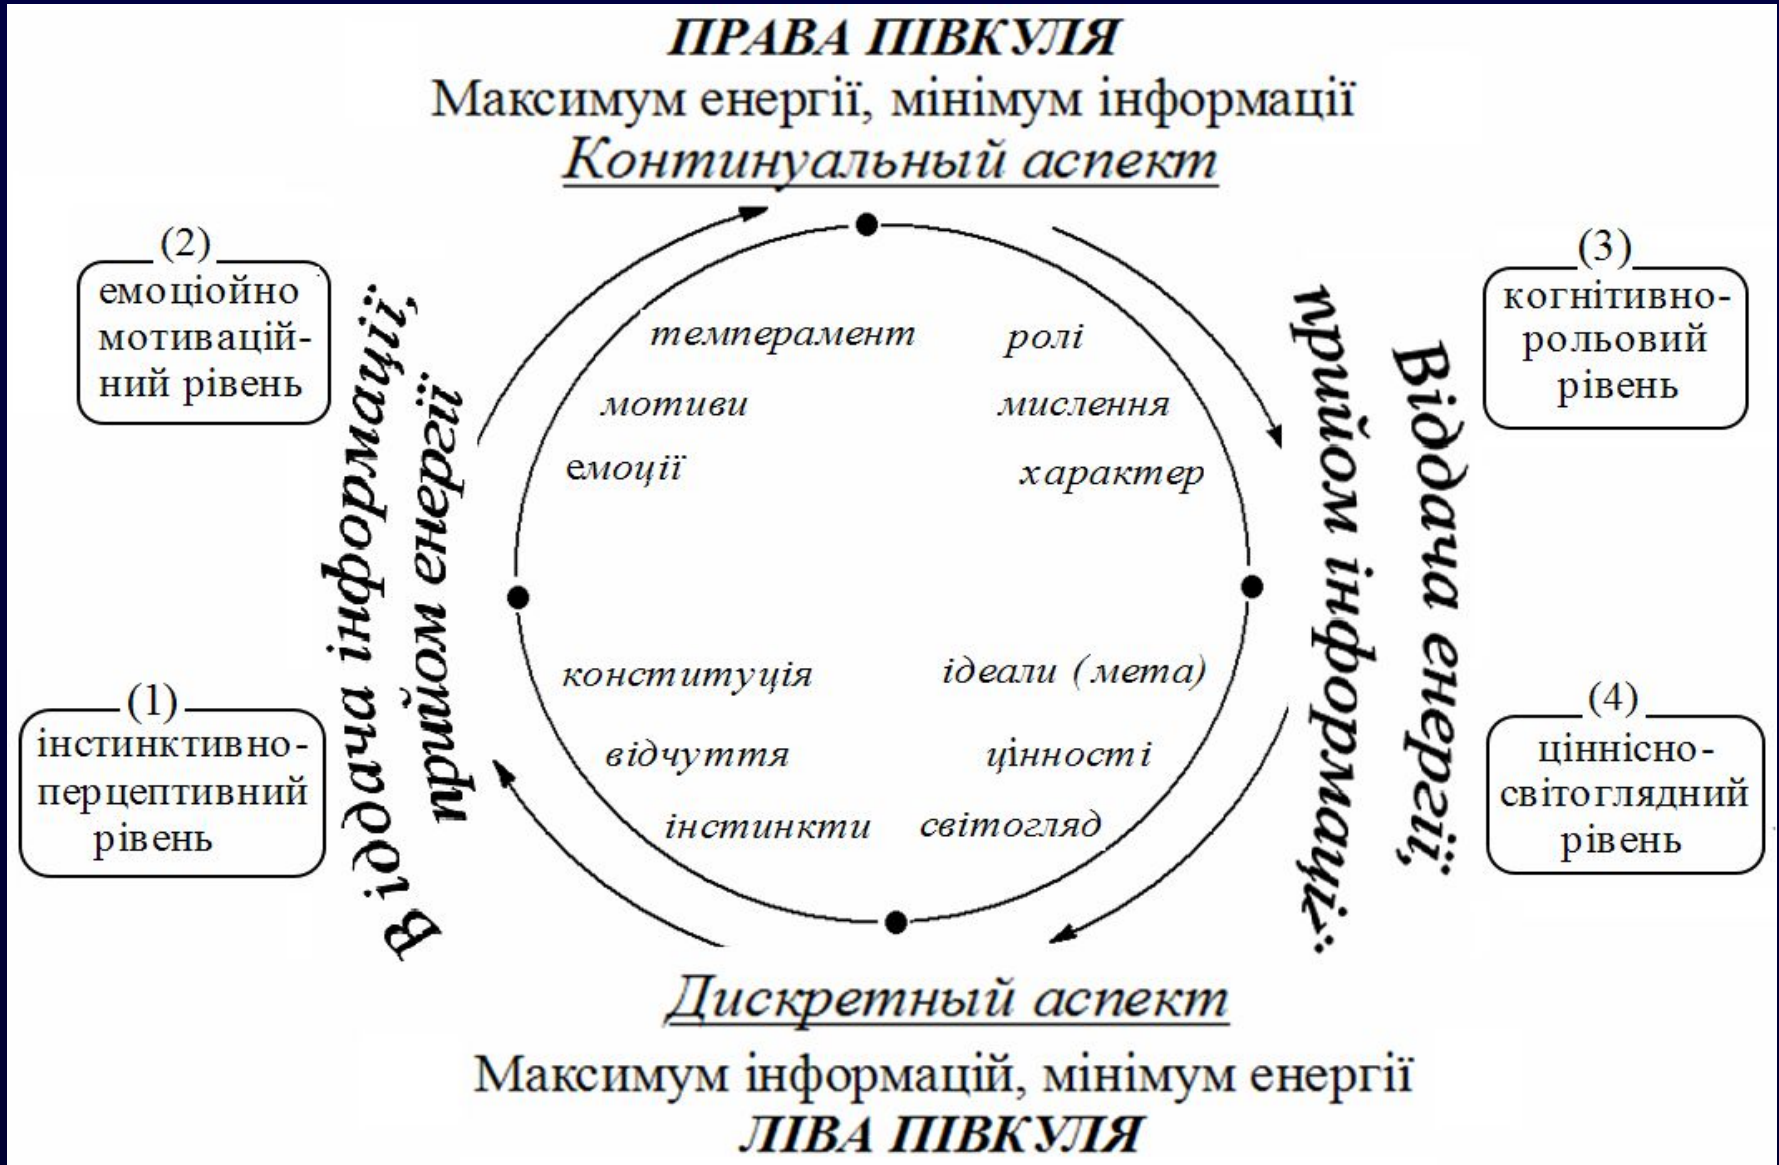 ПРАВА ПІВКУЛЯ
Максимум енергії, мінімум інформації
Континуальный аспект
(2)
емоціойно
мотивацій-
ний рівень
(3)
когнітивно-
рольовий
рівень
Віддача інформації,
прийом енергії
темперамент
мотиви
емоції
ролі
мислення
характер
Віддача енергії,
прийом інформації
(1)
інстинктивно-
перцептивний
рівень
конституція
відчуття
інстинкти
ідеали (мета)
цінності
світогляд
(4)
ціннісно-
світоглядний
рівень
Дискретный аспект
Максимум інформацій, мінімум енергії
ЛІВА ПІВКУЛЯ